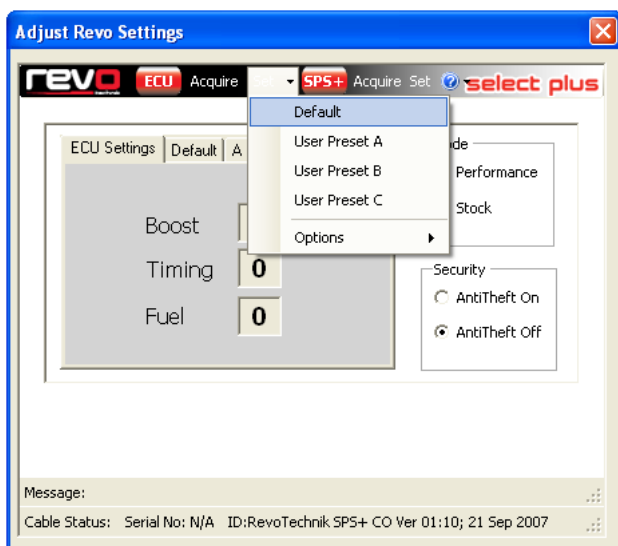 Adjust Revo Settings
revo ECU Acquire Set SPS+ Acquire Set ? select plus
Default
User Preset A
User Preset B
User Preset C
Options
ECU Settings Default A
Performance
Stock
Boost
Timing 0
Fuel 0
Security
AntiTheft On
AntiTheft Off
Message:
Cable Status: Serial No: N/A ID:RevoTechnik SPS+ CO Ver 01:10; 21 Sep 2007